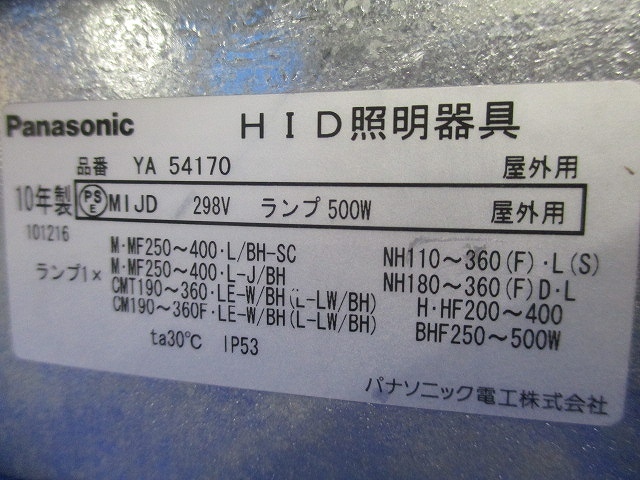 Panasonic HID照明器具
品番 YA 54170 屋外用
10年製 PSE MIJD 298V ランプ 500W 屋外用
101216
ランプ1×
M・MF250～400・L/BH-SC
M・MF250～400・L-J/BH
CMT190～360・LE-W/BH(L-LW/BH)
CM190～360F・LE-W/BH(L-LW/BH)
NH110～360(F)・L(S)
NH180～360(F)D・L
H・HF200～400
BHF250～500W
ta30℃ IP53
パナソニック電工株式会社